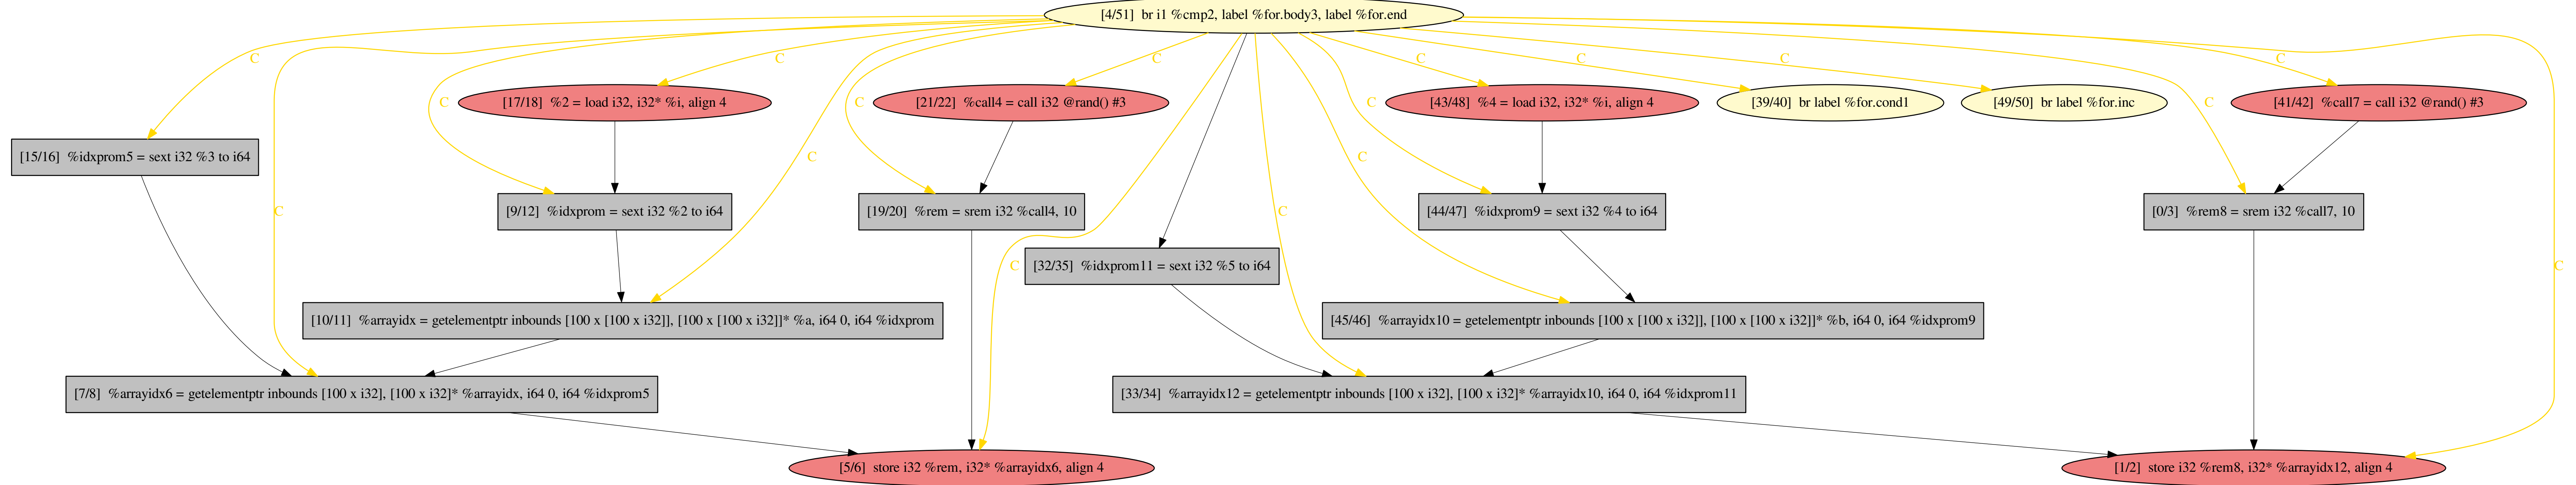 [4/51] br i1 %cmp2, label %for.body3, label %for.end
C
C
C
C
C
C
C
[17/18] %2 = load i32, i32* %i, align 4
C
C
[21/22] %call4 = call i32 @rand() #3
C
[43/48] %4 = load i32, i32* %i, align 4
[39/40] br label %for.cond1
[49/50] br label %for.inc
C
[41/42] %call7 = call i32 @rand() #3
[15/16] %idxprom5 = sext i32 %3 to i64
C
C
C
[9/12] %idxprom = sext i32 %2 to i64
[19/20] %rem = srem i32 %call4, 10
C
[44/47] %idxprom9 = sext i32 %4 to i64
[0/3] %rem8 = srem i32 %call7, 10
C
[32/35] %idxprom11 = sext i32 %5 to i64
C
[10/11] %arrayidx = getelementptr inbounds [100 x [100 x i32]], [100 x [100 x i32]]* %a, i64 0, i64 %idxprom
[45/46] %arrayidx10 = getelementptr inbounds [100 x [100 x i32]], [100 x [100 x i32]]* %b, i64 0, i64 %idxprom9
[7/8] %arrayidx6 = getelementptr inbounds [100 x i32], [100 x i32]* %arrayidx, i64 0, i64 %idxprom5
[33/34] %arrayidx12 = getelementptr inbounds [100 x i32], [100 x i32]* %arrayidx10, i64 0, i64 %idxprom11
[5/6] store i32 %rem, i32* %arrayidx6, align 4
[1/2] store i32 %rem8, i32* %arrayidx12, align 4